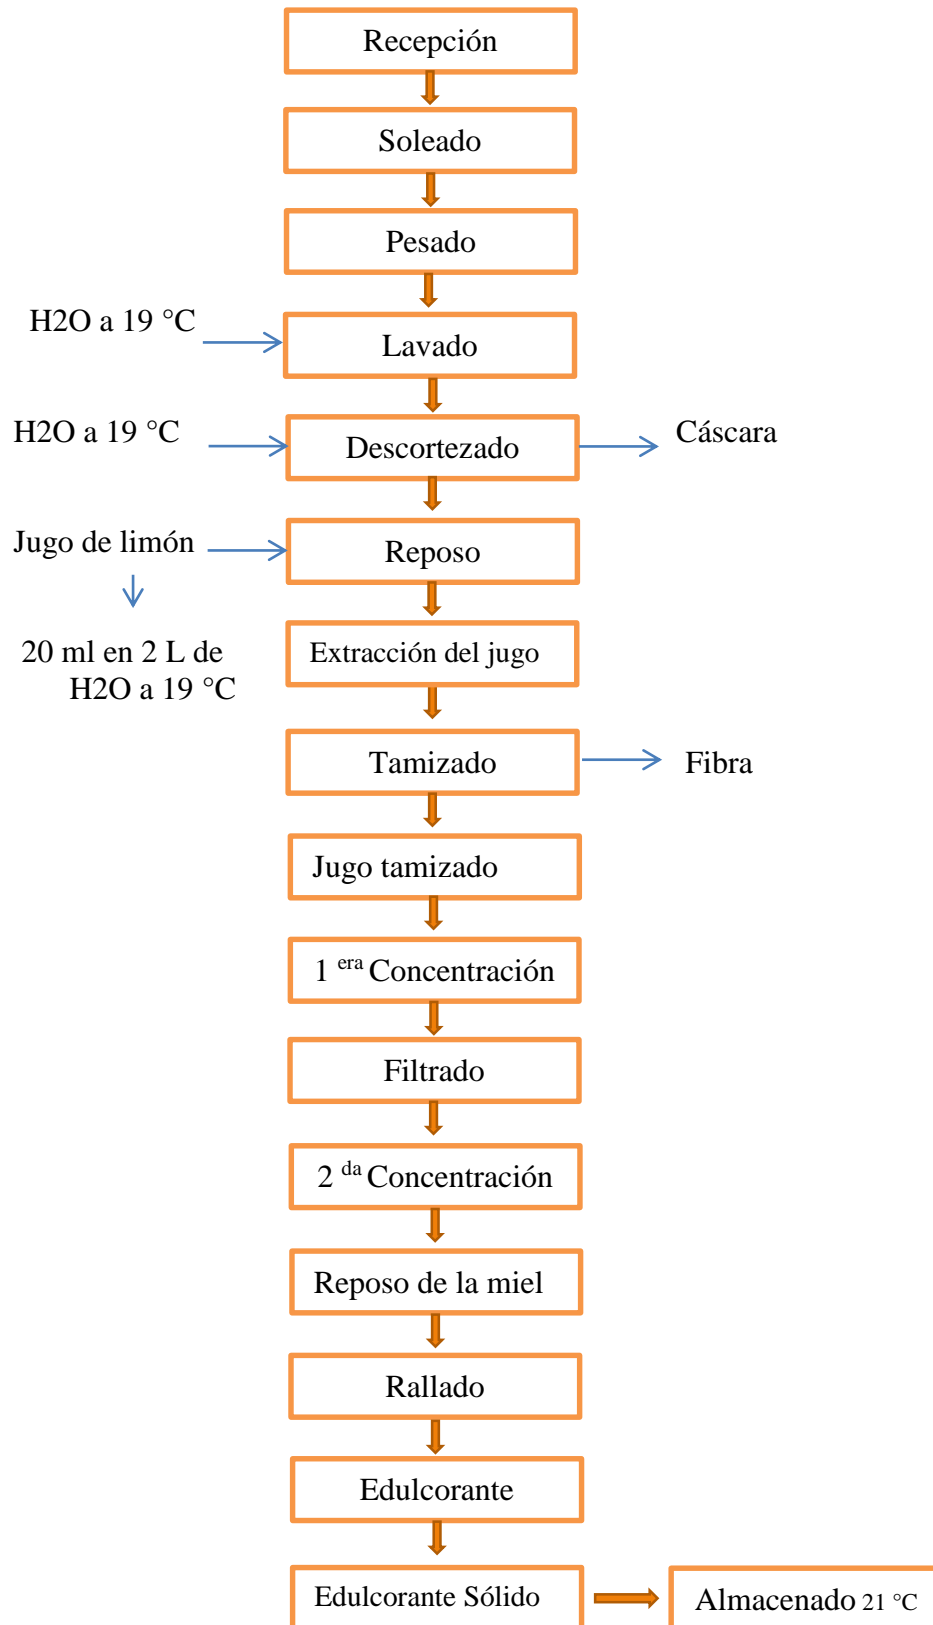 Recepción
Soleado
Pesado
H2O a 19 °C
Lavado
H2O a 19 °C
Descortezado
Cáscara
Jugo de limón
Reposo
20 ml en 2 L de
H2O a 19 °C
Extracción del jugo
Tamizado
Fibra
Jugo tamizado
1 era Concentración
Filtrado
2 da Concentración
Reposo de la miel
Rallado
Edulcorante
Edulcorante Sólido
Almacenado 21 °C